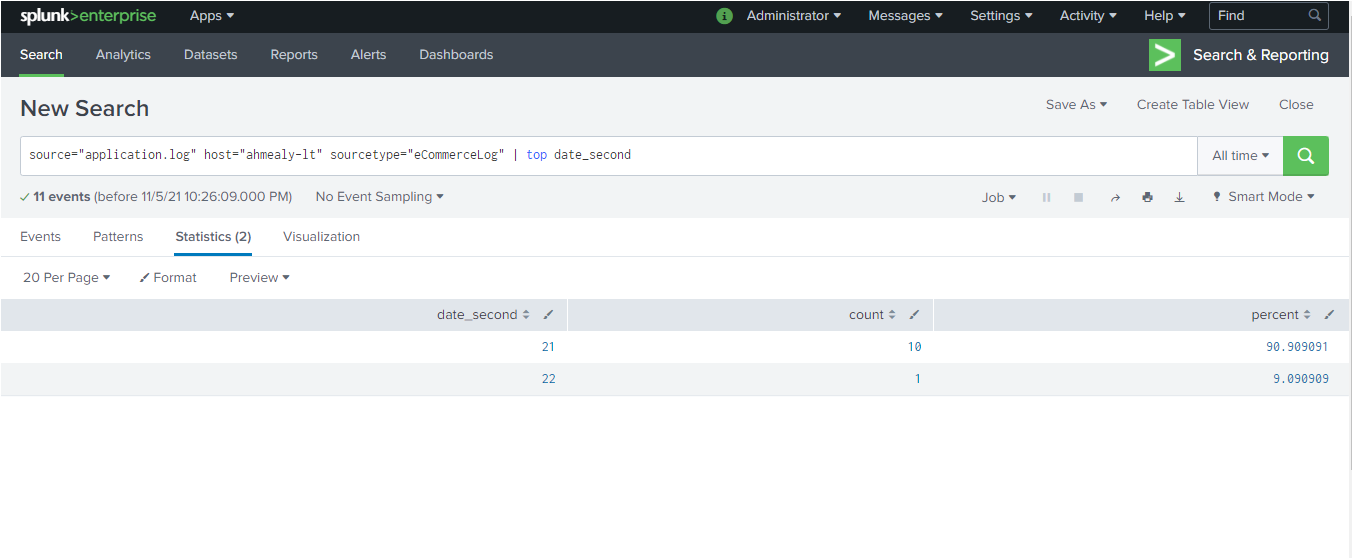 splunk>enterprise Apps Administrator Messages Settings Activity Help Find
Search Analytics Datasets Reports Alerts Dashboards Search & Reporting
New Search Save As Create Table View Close
source="application.log" host="ahmealy-lt" sourcetype="eCommerceLog" | top date_second All time
11 events (before 11/5/21 10:26:09.000 PM) No Event Sampling Job Smart Mode
Events Patterns Statistics (2) Visualization
20 Per Page Format Preview
date_second count percent
21 10 90.909091
22 1 9.090909